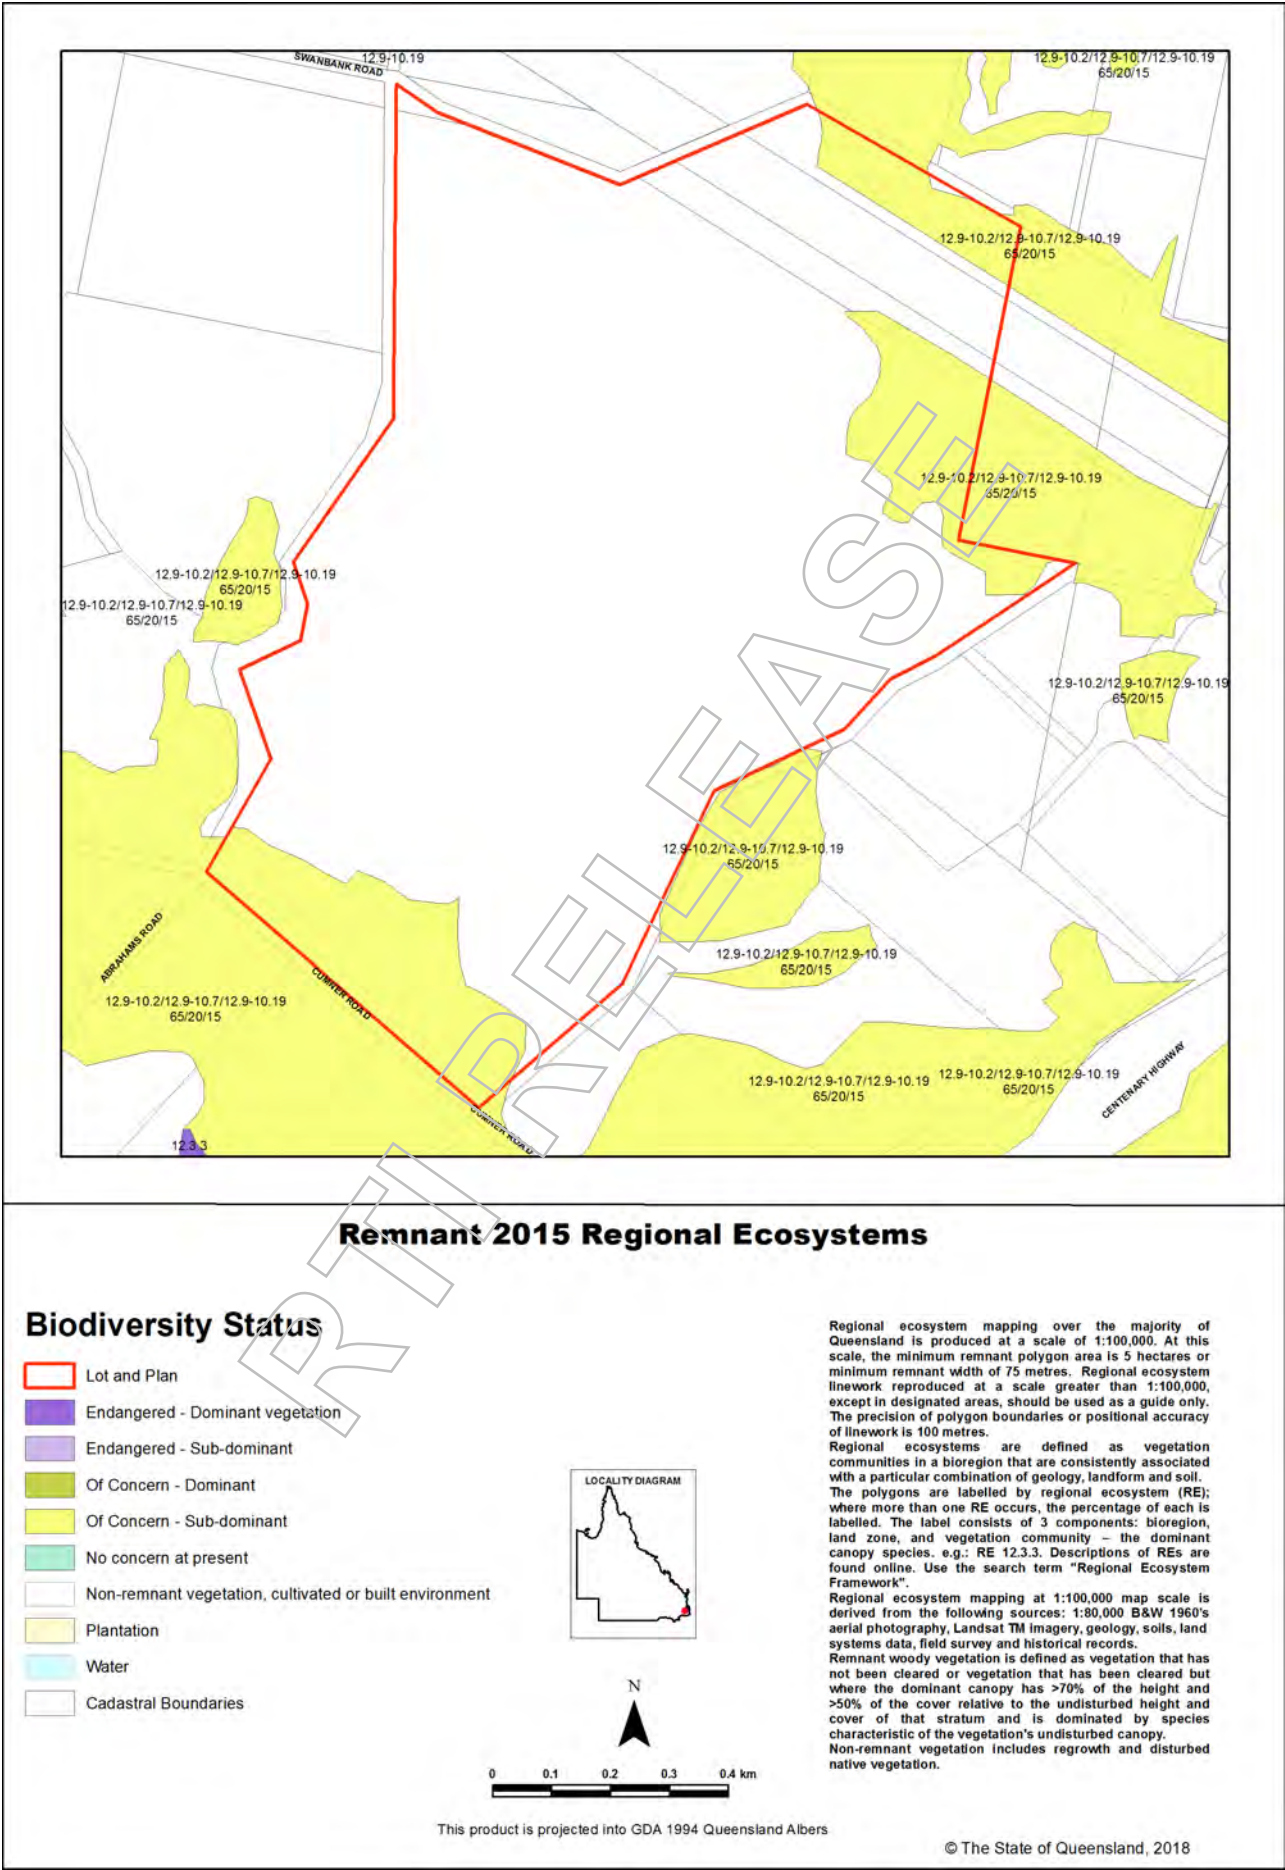 SWANBANK ROAD
12.9-10.19
12.9-10.2/12.9-10.7/12.9-10.19
65/20/15
12.9-10.2/12.9-10.7/12.9-10.19
65/20/15
12.9-10.2/12.9-10.7/12.9-10.19
65/20/15
12.9-10.2/12.9-10.7/12.9-10.19
65/20/15
12.9-10.2/12.9-10.7/12.9-10.19
65/20/15
12.9-10.2/12.9-10.7/12.9-10.19
65/20/15
12.9-10.2/12.9-10.7/12.9-10.19
65/20/15
12.9-10.2/12.9-10.7/12.9-10.19
65/20/15
ABRAHAMS ROAD
CUMNER ROAD
12.9-10.2/12.9-10.7/12.9-10.19
65/20/15
12.9-10.2/12.9-10.7/12.9-10.19
65/20/15
12.9-10.2/12.9-10.7/12.9-10.19
65/20/15
CENTENARY HIGHWAY
CUMNER ROAD
12.3.3
RTI RELEASE
Remnant 2015 Regional Ecosystems
Biodiversity Status
Lot and Plan
Endangered - Dominant vegetation
Endangered - Sub-dominant
Of Concern - Dominant
Of Concern - Sub-dominant
No concern at present
Non-remnant vegetation, cultivated or built environment
Plantation
Water
Cadastral Boundaries
LOCALITY DIAGRAM
N
0 0.1 0.2 0.3 0.4 km
This product is projected into GDA 1994 Queensland Albers
Regional ecosystem mapping over the majority of
Queensland is produced at a scale of 1:100,000. At this
scale, the minimum remnant polygon area is 5 hectares or
minimum remnant width of 75 metres. Regional ecosystem
linework reproduced at a scale greater than 1:100,000,
except in designated areas, should be used as a guide only.
The precision of polygon boundaries or positional accuracy
of linework is 100 metres.
Regional ecosystems are defined as vegetation
communities in a bioregion that are consistently associated
with a particular combination of geology, landform and soil.
The polygons are labelled by regional ecosystem (RE);
where more than one RE occurs, the percentage of each is
labelled. The label consists of 3 components: bioregion,
land zone, and vegetation community – the dominant
canopy species. e.g.: RE 12.3.3. Descriptions of REs are
found online. Use the search term "Regional Ecosystem
Framework".
Regional ecosystem mapping at 1:100,000 map scale is
derived from the following sources: 1:80,000 B&W 1960's
aerial photography, Landsat TM imagery, geology, soils, land
systems data, field survey and historical records.
Remnant woody vegetation is defined as vegetation that has
not been cleared or vegetation that has been cleared but
where the dominant canopy has >70% of the height and
>50% of the cover relative to the undisturbed height and
cover of that stratum and is dominated by species
characteristic of the vegetation's undisturbed canopy.
Non-remnant vegetation includes regrowth and disturbed
native vegetation.
© The State of Queensland, 2018